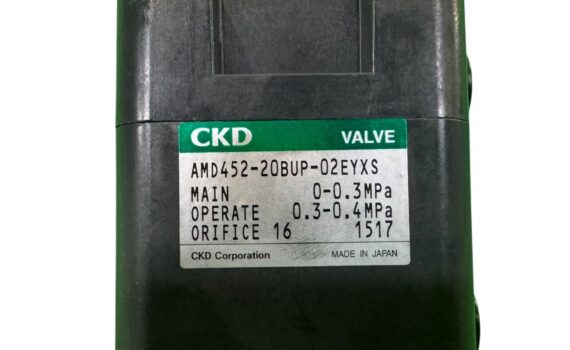 CKD VALVE
AMD452-20BUP-02EYXS
MAIN 0-0.3MPa
OPERATE 0.3-0.4MPa
ORIFICE 16 1517
CKD Corporation MADE IN JAPAN